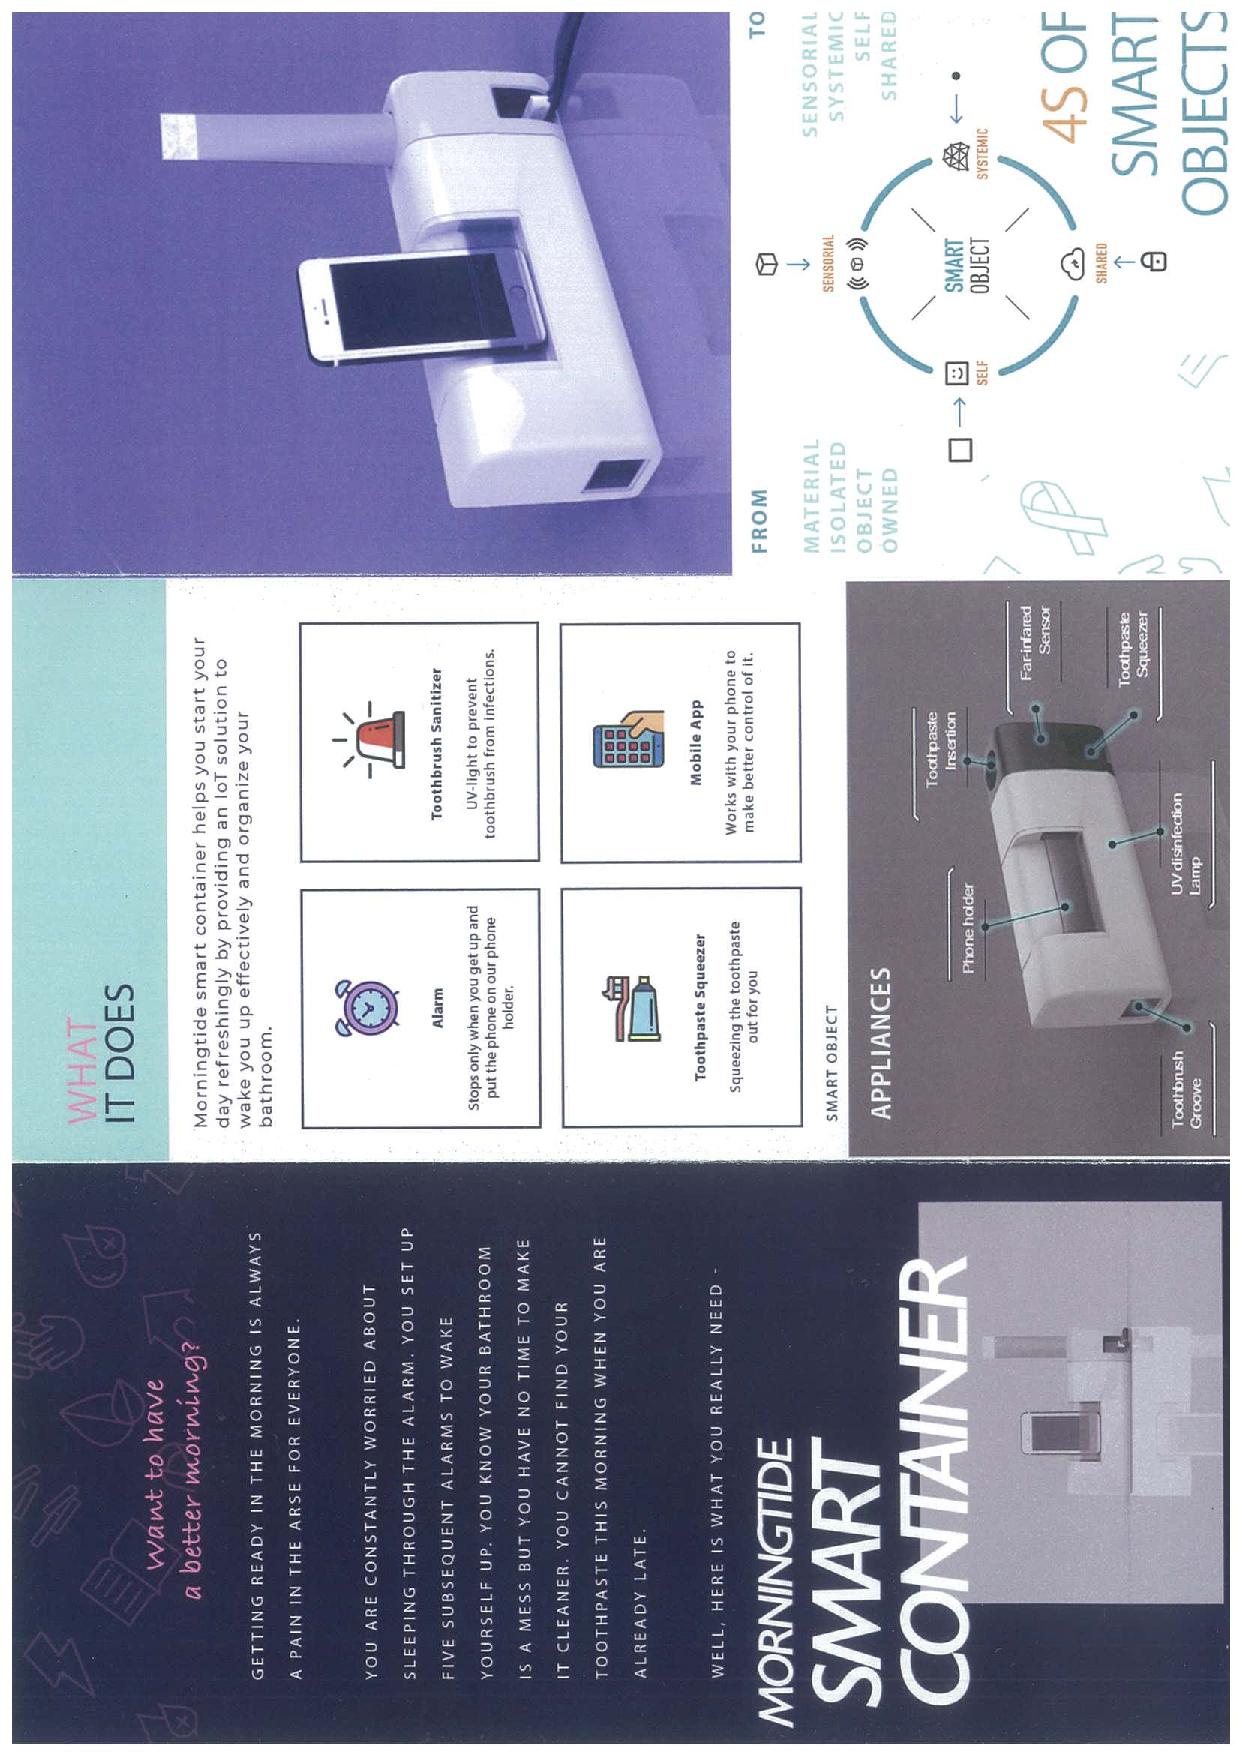 Want to have
a better morning?
GETTING READY IN THE MORNING IS ALWAYS
A PAIN IN THE ARSE FOR EVERYONE.
YOU ARE CONSTANTLY WORRIED ABOUT
SLEEPING THROUGH THE ALARM. YOU SET UP
FIVE SUBSEQUENT ALARMS TO WAKE
YOURSELF UP. YOU KNOW YOUR BATHROOM
IS A MESS BUT YOU HAVE NO TIME TO MAKE
IT CLEANER. YOU CANNOT FIND YOUR
TOOTHPASTE THIS MORNING WHEN YOU ARE
ALREADY LATE.
WELL, HERE IS WHAT YOU REALLY NEED -
MORNINGTIDE
SMART
CONTAINER
WHAT
IT DOES
Morningtide smart container helps you start your
day refreshingly by providing an IoT solution to
wake you up effectively and organize your
bathroom.
Alarm
Stops only when you get up and
put the phone on our phone
holder.
Toothbrush Sanitizer
UV-light to prevent
toothbrush from infections.
Toothpaste Squeezer
Squeezing the toothpaste
out for you
Mobile App
Works with your phone to
make better control of it.
SMART OBJECT
APPLIANCES
Toothpaste
Insertion
Phone holder
Far-infared
Sensor
Toothpaste
Squeezer
Toothbrush
Groove
UV disinfection
Lamp
FROM
MATERIAL
ISOLATED
OBJECT
OWNED
TO
SENSORIAL
SYSTEMIC
SELF
SHARED
SENSORIAL
SMART
OBJECT
SELF
SYSTEMIC
SHARED
4S OF
SMART
OBJECTS